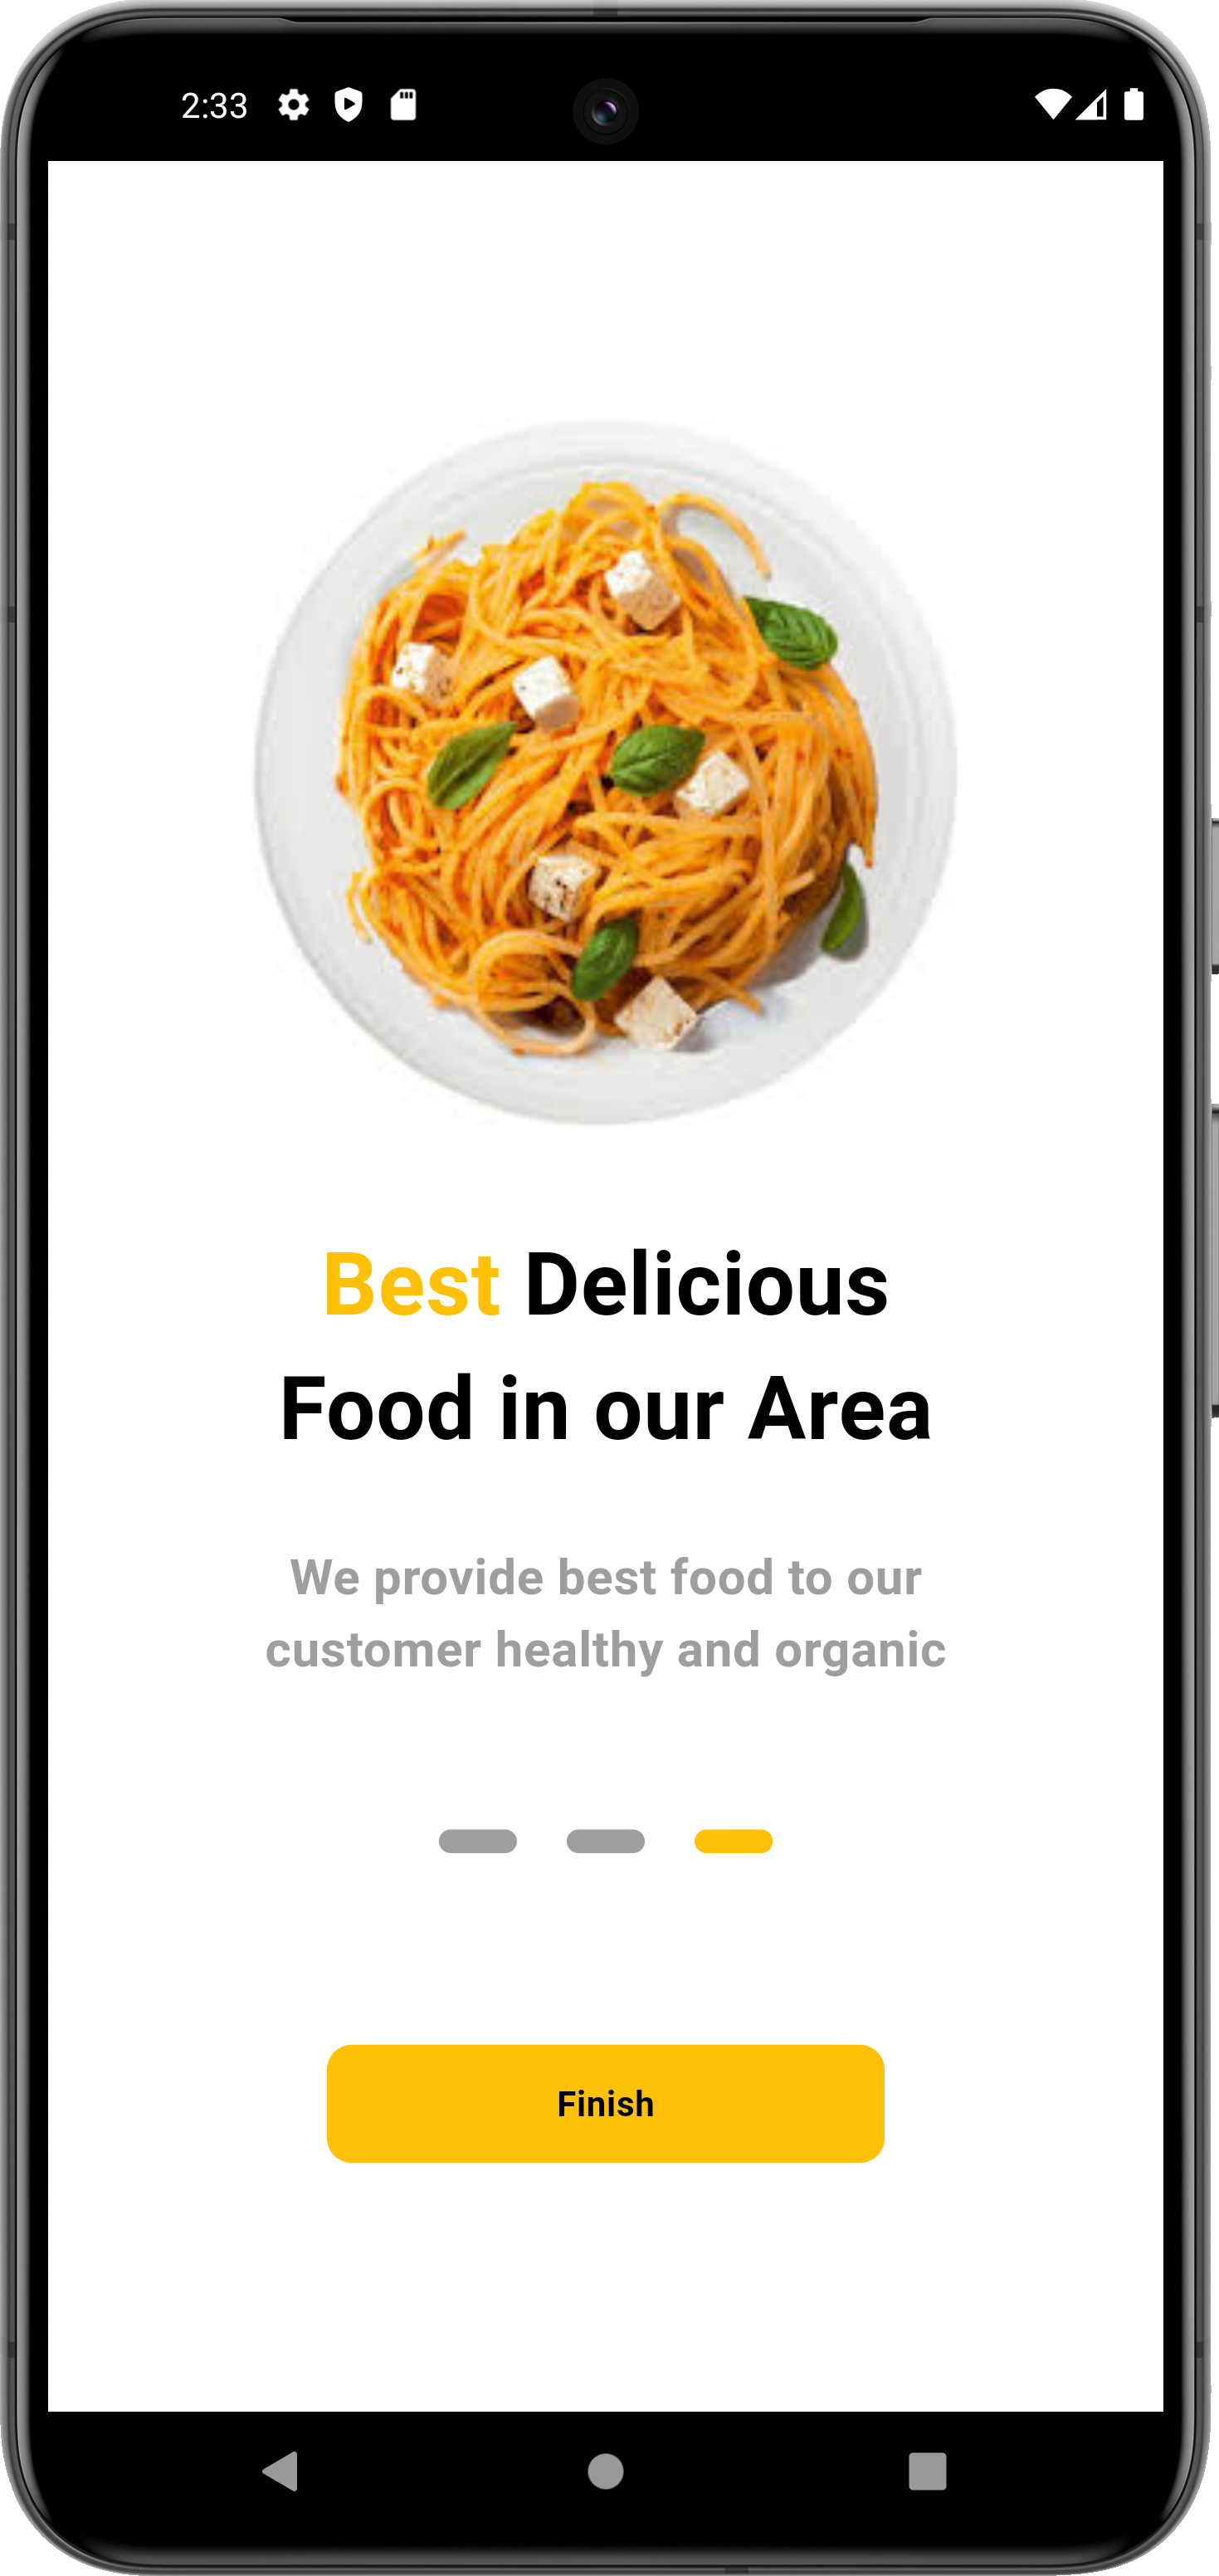 2:33
Best Delicious
Food in our Area
We provide best food to our
customer healthy and organic
Finish